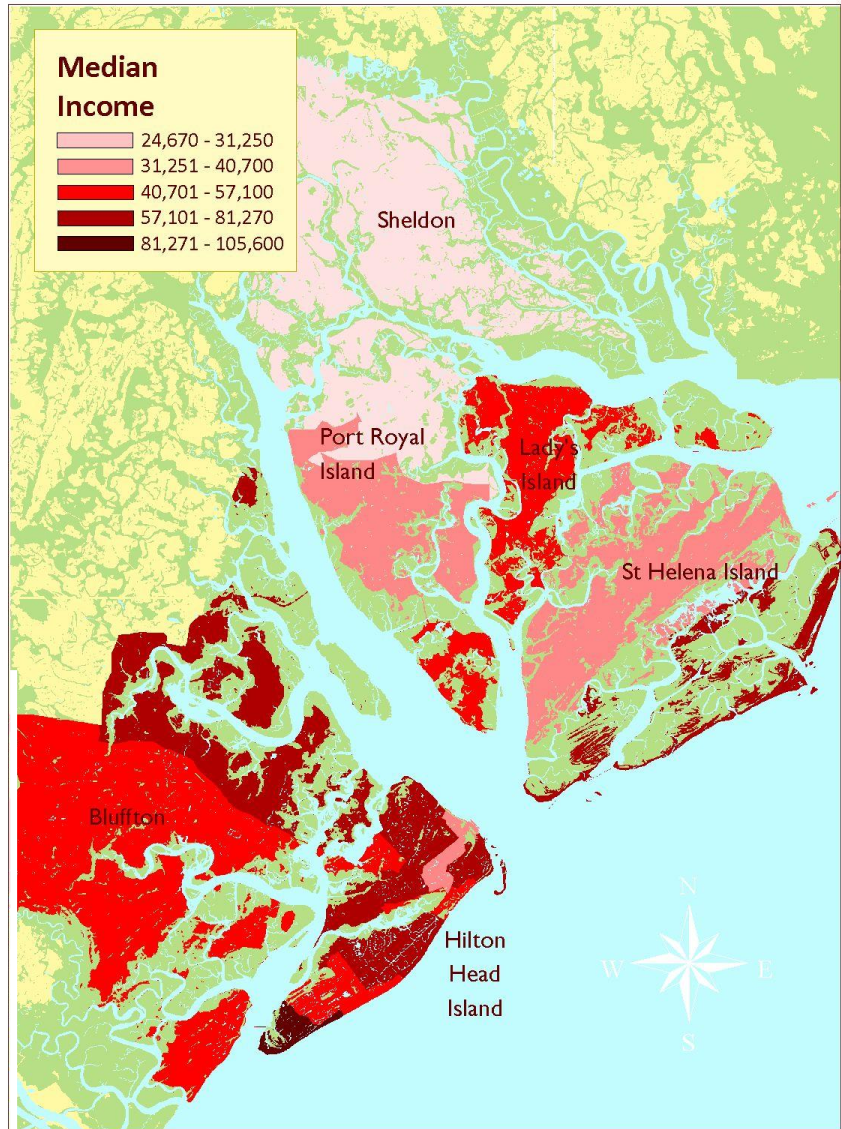 Median
Income
24,670 - 31,250
31,251 - 40,700
40,701 - 57,100
57,101 - 81,270
81,271 - 105,600
Sheldon
Port Royal
Island
Lady's
Island
St Helena Island
Bluffton
Hilton
Head
Island
N
W
E
S